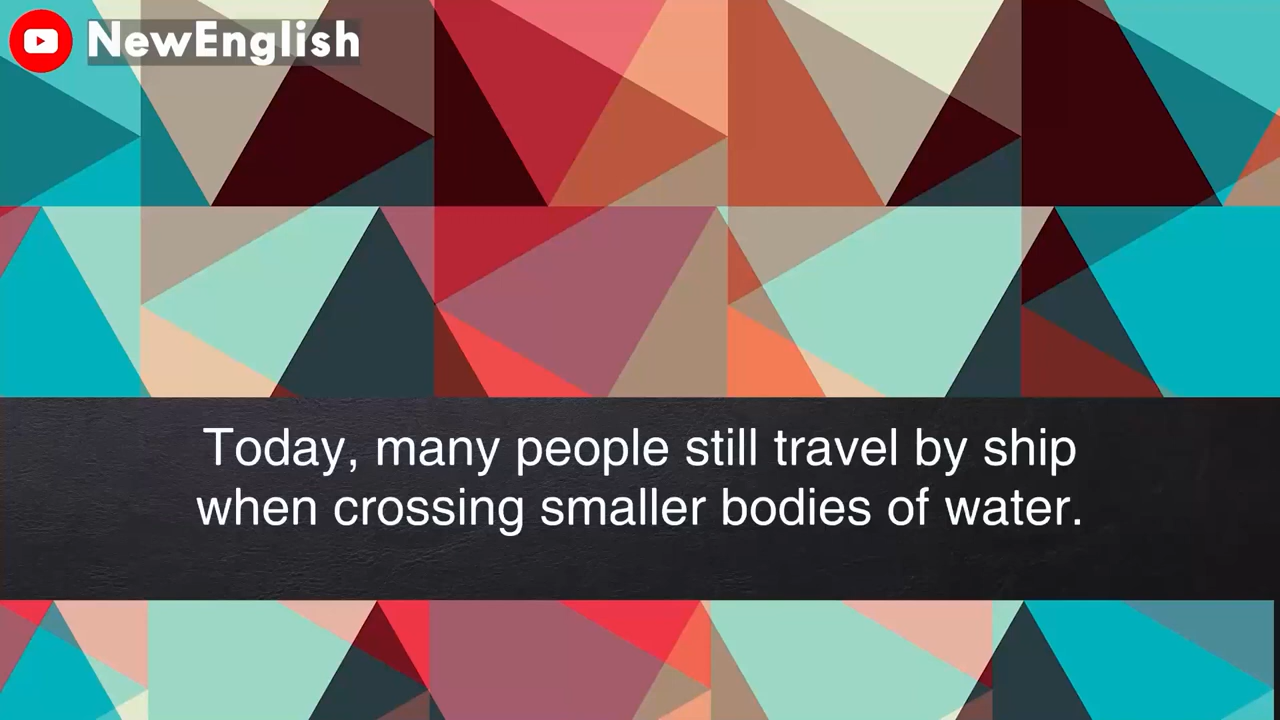 NewEnglish
Today, many people still travel by ship
when crossing smaller bodies of water.